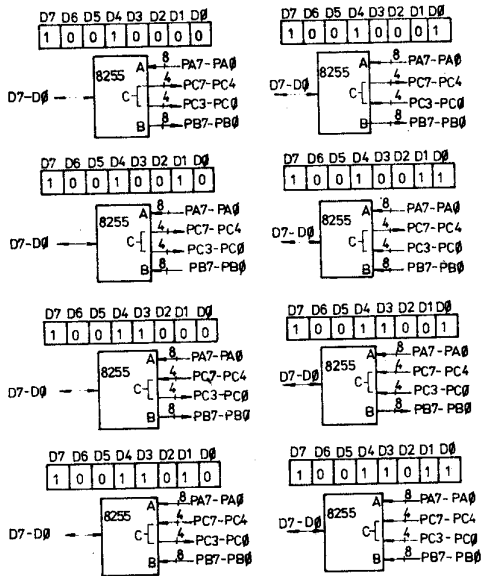 D7 D6 D5 D4 D3 D2 D1 DØ
1 0 0 1 0 0 0 0
8255
A 8 PA7-PAØ
4 PC7-PC4
D7-DØ C 4 PC3-PCØ
B 8 PB7-PBØ
D7 D6 D5 D4 D3 D2 D1 DØ
1 0 0 1 0 0 0 1
8255
A 8 PA7-PAØ
4 PC7-PC4
D7-DØ C 4 PC3-PCØ
B 8 PB7-PBØ
D7 D6 D5 D4 D3 D2 D1 DØ
1 0 0 1 0 0 1 0
8255
A 8 PA7-PAØ
4 PC7-PC4
D7-DØ C 4 PC3-PCØ
B 8 PB7-PBØ
D7 D6 D5 D4 D3 D2 D1 DØ
1 0 0 1 0 0 1 1
8255
A 8 PA7-PAØ
4 PC7-PC4
D7-DØ C 4 PC3-PCØ
B 8 PB7-PBØ
D7 D6 D5 D4 D3 D2 D1 DØ
1 0 0 1 1 0 0 0
8255
A 8 PA7-PAØ
4 PC7-PC4
D7-DØ C 4 PC3-PCØ
B 8 PB7-PBØ
D7 D6 D5 D4 D3 D2 D1 DØ
1 0 0 1 1 0 0 1
8255
A 8 PA7-PAØ
4 PC7-PC4
D7-DØ C 4 PC3-PCØ
B 8 PB7-PBØ
D7 D6 D5 D4 D3 D2 D1 DØ
1 0 0 1 1 0 1 0
8255
A 8 PA7-PAØ
4 PC7-PC4
D7-DØ C 4 PC3-PCØ
B 8 PB7-PBØ
D7 D6 D5 D4 D3 D2 D1 DØ
1 0 0 1 1 0 1 1
8255
A 8 PA7-PAØ
4 PC7-PC4
D7-DØ C 4 PC3-PCØ
B 8 PB7-PBØ